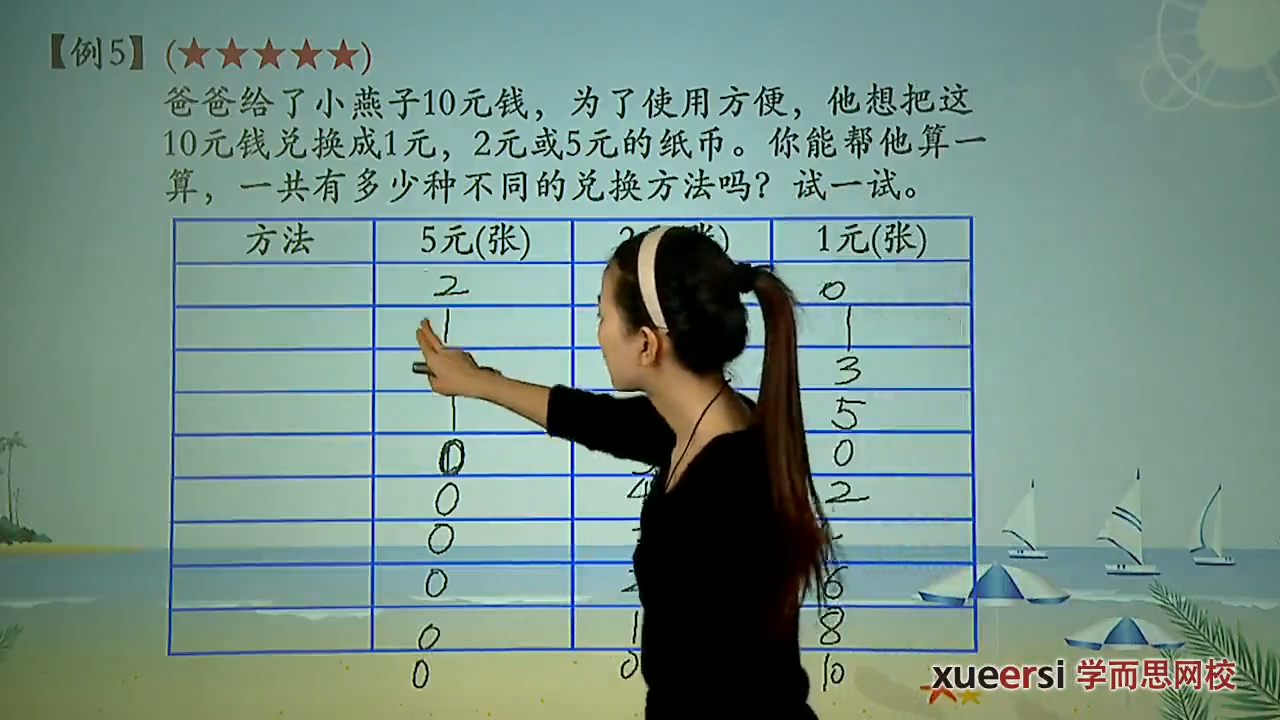 【例5】(★★★★★)
爸爸给了小燕子10元钱，为了使用方便，他想把这
10元钱兑换成1元，2元或5元的纸币。你能帮他算一
算，一共有多少种不同的兑换方法吗？试一试。
方法 5元(张) 1元(张)
2 0
1 1
3
1 5
0 0
0 4 2
0
0 2 6
0 1 8
0 0 10
xueersi 学而思网校